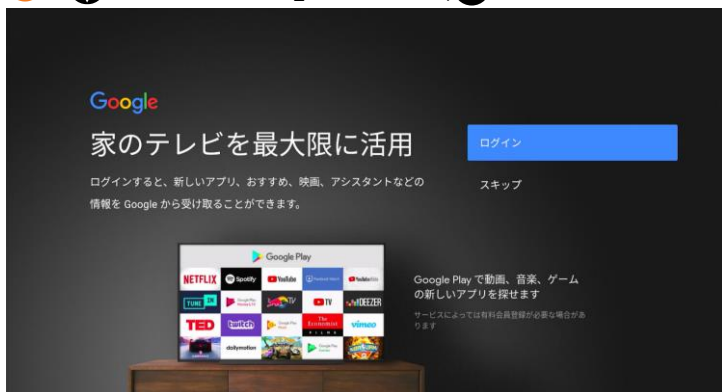 Google
家のテレビを最大限に活用
ログインすると、新しいアプリ、おすすめ、映画、アシスタントなどの
情報を Google から受け取ることができます。
ログイン
スキップ
Google Play
NETFLIX
Spotify
YouTube
TUNE IN
TV
DEEZER
TED
twitch
The
Economist
FILMS
vimeo
dailymotion
Google Play で動画、音楽、ゲーム
の新しいアプリを探せます
サービスによっては有料会員登録が必要な場合があ
ります